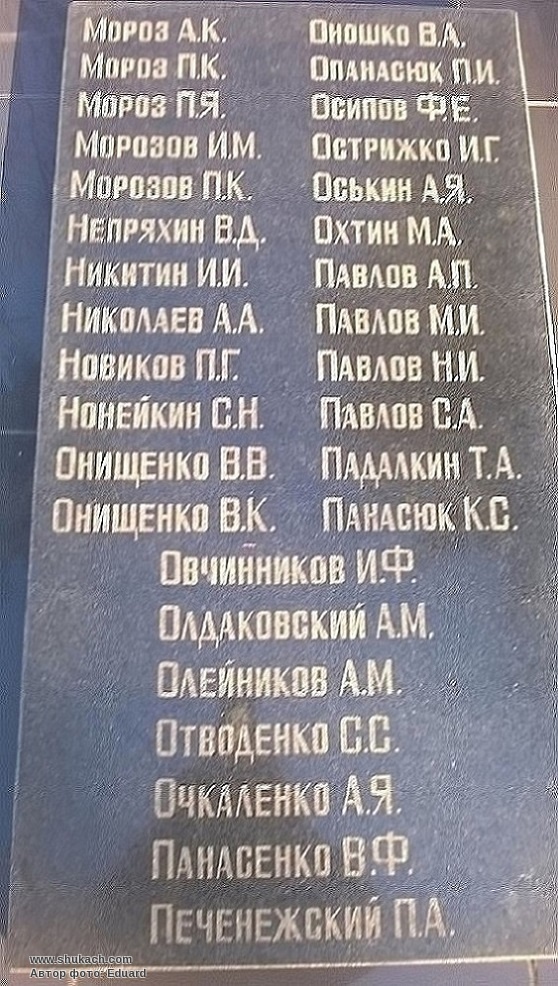 Мороз А.К.
Мороз П.К.
Мороз П.Я.
Морозов И.М.
Морозов П.К.
Непряхин В.Д.
Никитин И.И.
Николаев А.А.
Новиков П.Г.
Нонейкин С.Н.
Онищенко В.В.
Онищенко В.К.
Оношко В.А.
Опанасюк П.И.
Осипов Ф.Е.
Острижко И.Г.
Оськин А.Я.
Охтин М.А.
Павлов А.П.
Павлов М.И.
Павлов Н.И.
Павлов С.А.
Падалкин Т.А.
Панасюк К.С.
Овчинников И.Ф.
Олдаковский А.М.
Олейников А.М.
Отводенко С.С.
Очкаленко А.Я.
Панасенко В.Ф.
Печенежский П.А.
www.shukach.com
Автор фото: Eduard